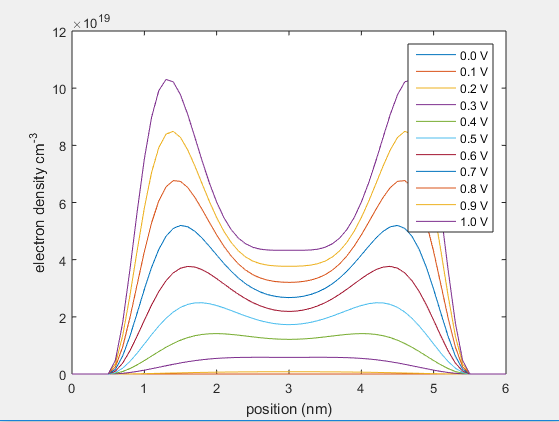 ×10^19
12
10
8
6
4
2
0
0 1 2 3 4 5 6
electron density cm^-3
position (nm)
0.0 V
0.1 V
0.2 V
0.3 V
0.4 V
0.5 V
0.6 V
0.7 V
0.8 V
0.9 V
1.0 V